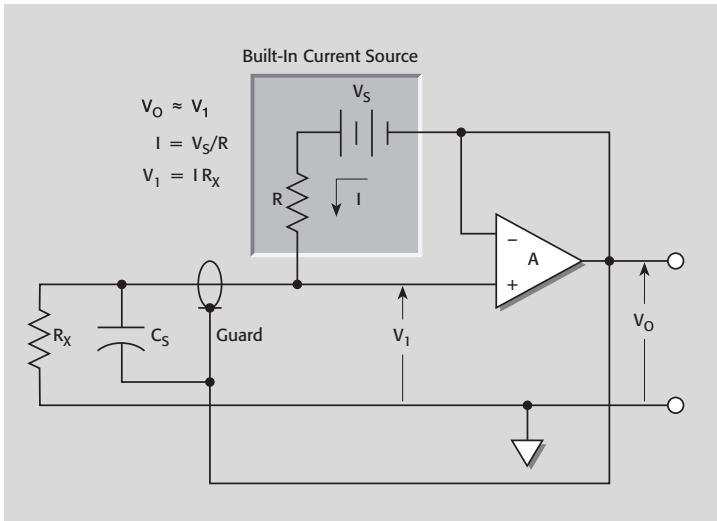 Built-In Current Source
V_S
V_O ≈ V_1
I = V_S/R
V_1 = I R_X
R
I
−
A
+
R_X
C_S
Guard
V_1
V_O